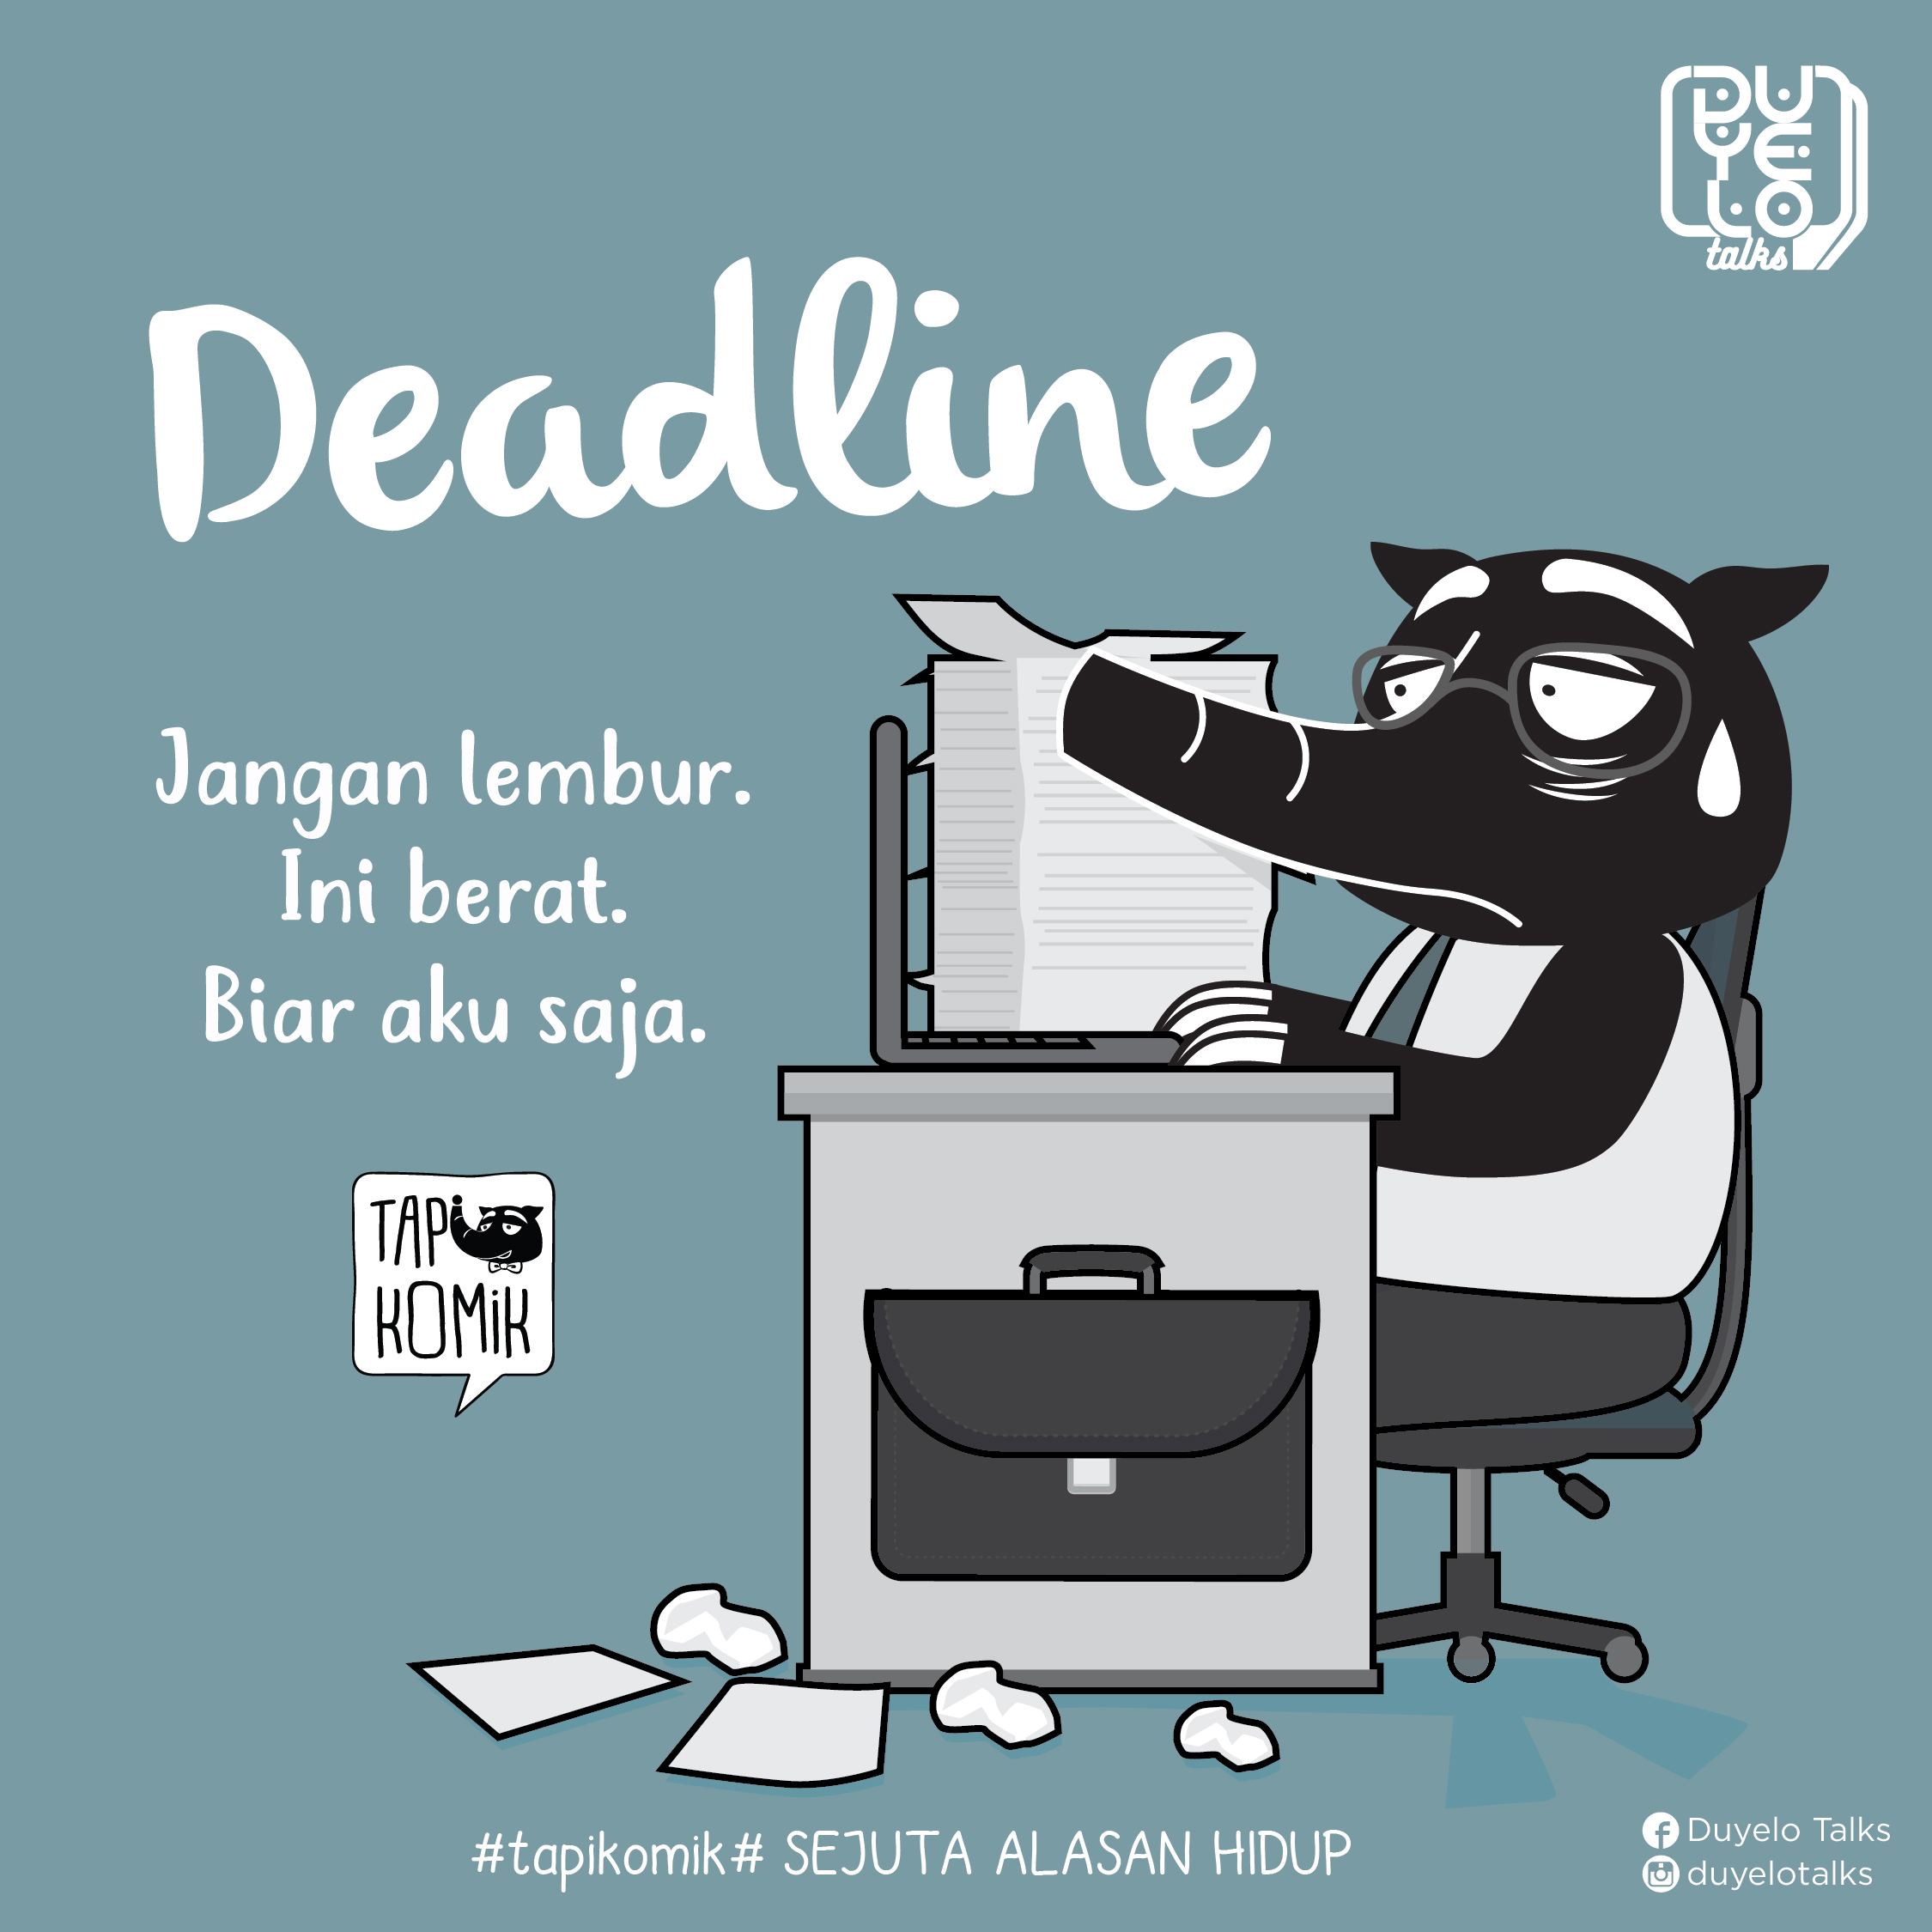 DUYELO
talks
Deadline
Jangan lembur.
Ini berat.
Biar aku saja.
TAPi
KOMiK
#tapikomik# SEJUTA ALASAN HIDUP
Duyelo Talks
duyelotalks